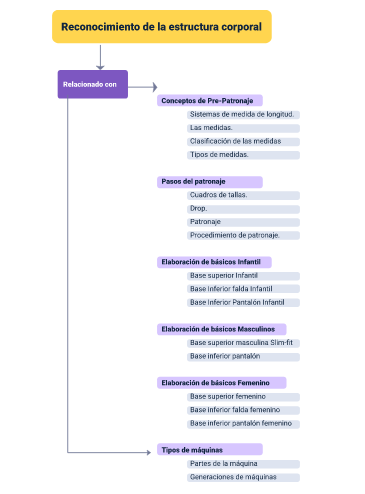 Reconocimiento de la estructura corporal
Relacionado con
Conceptos de Pre-Patronaje
Sistemas de medida de longitud.
Las medidas.
Clasificación de las medidas
Tipos de medidas.
Pasos del patronaje
Cuadros de tallas.
Drop.
Patronaje
Procedimiento de patronaje.
Elaboración de básicos Infantil
Base superior Infantil
Base Inferior falda Infantil
Base Inferior Pantalón Infantil
Elaboración de básicos Masculinos
Base superior masculina Slim-fit
Base inferior pantalón
Elaboración de básicos Femenino
Base superior femenino
Base inferior falda femenino
Base inferior pantalón femenino
Tipos de máquinas
Partes de la máquina
Generaciones de máquinas